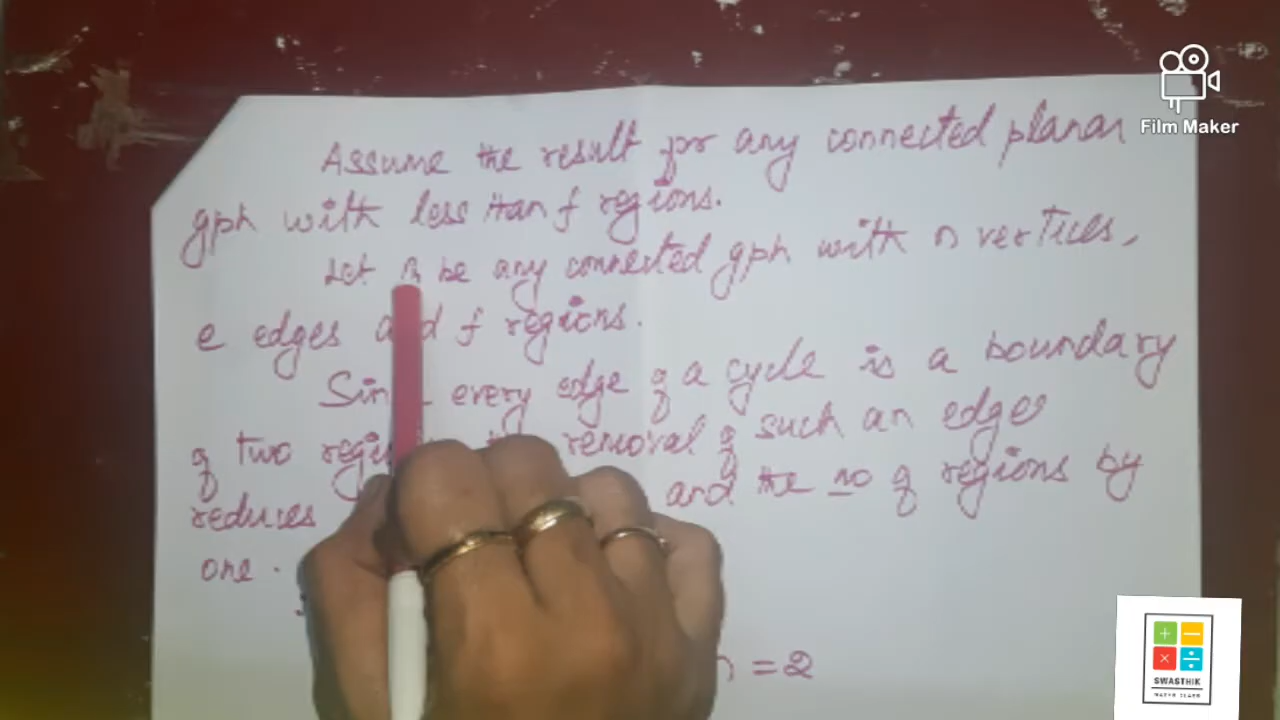 Assume the result for any connected planar
gph with less than f regions.
Let G be any connected gph with n vertices,
e edges and f regions.
every edge of a cycle is a boundary
of two removal of such an edge
reduces and the no of regions by
one.
= 2
Film Maker
SWASTHIK